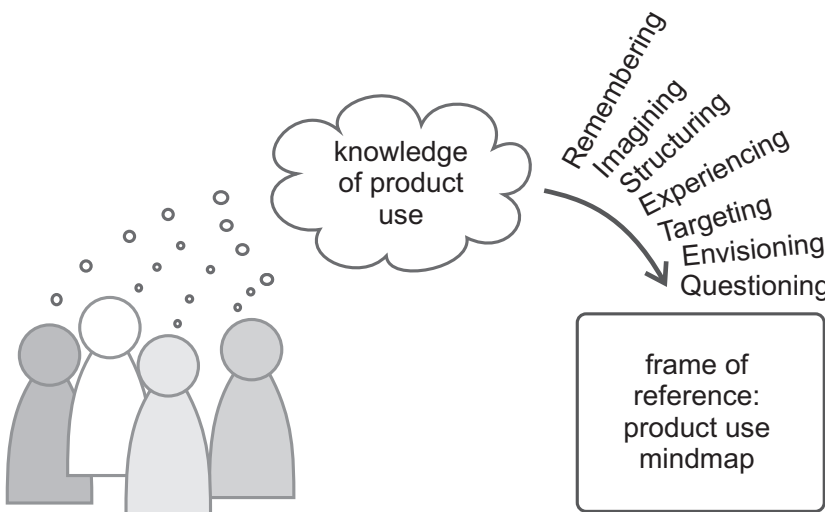 knowledge
of product
use
Remembering
Imagining
Structuring
Experiencing
Targeting
Envisioning
Questioning
frame of
reference:
product use
mindmap